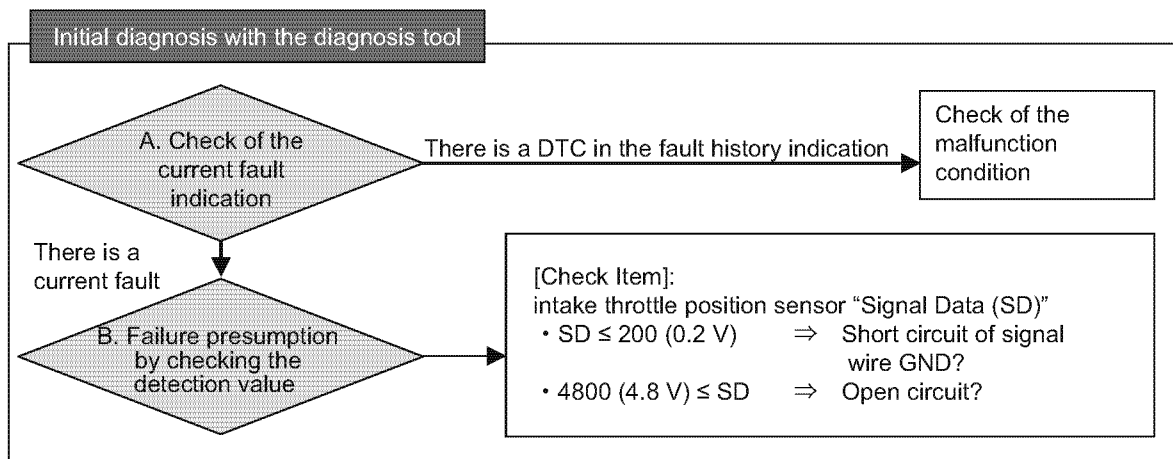 Initial diagnosis with the diagnosis tool
A. Check of the
current fault
indication
There is a DTC in the fault history indication
Check of the
malfunction
condition
There is a
current fault
B. Failure presumption
by checking the
detection value
[Check Item]:
intake throttle position sensor “Signal Data (SD)”
・SD ≤ 200 (0.2 V) ⇒ Short circuit of signal
wire GND?
・4800 (4.8 V) ≤ SD ⇒ Open circuit?